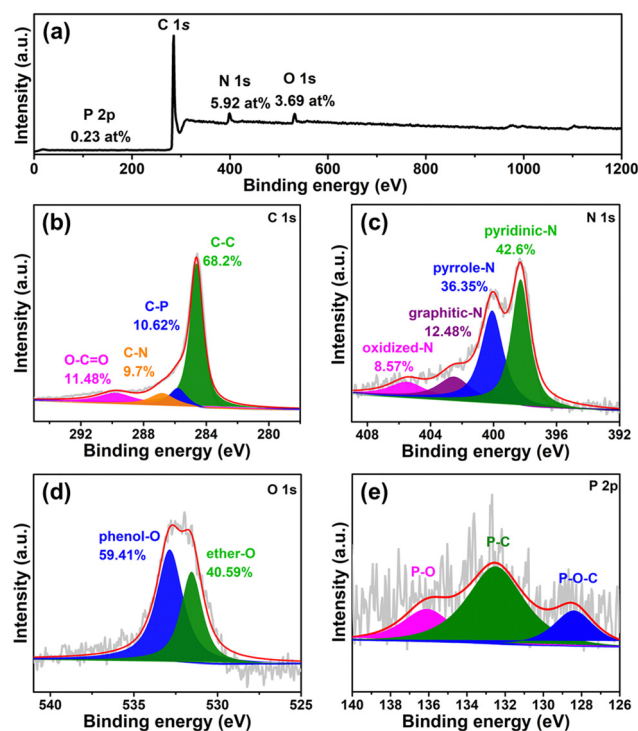 (a)
C 1s
N 1s
5.92 at%
O 1s
3.69 at%
P 2p
0.23 at%
Intensity (a.u.)
0 200 400 600 800 1000 1200
Binding energy (eV)
(b)
C 1s
C-C
68.2%
C-P
10.62%
C-N
9.7%
O-C=O
11.48%
Intensity (a.u.)
292 288 284 280
Binding energy (eV)
(c)
N 1s
pyridinic-N
42.6%
pyrrole-N
36.35%
graphitic-N
12.48%
oxidized-N
8.57%
Intensity (a.u.)
408 404 400 396 392
Binding energy (eV)
(d)
O 1s
phenol-O
59.41%
ether-O
40.59%
Intensity (a.u.)
540 535 530 525
Binding energy (eV)
(e)
P 2p
P-C
P-O
P-O-C
Intensity (a.u.)
140 138 136 134 132 130 128 126
Binding energy (eV)